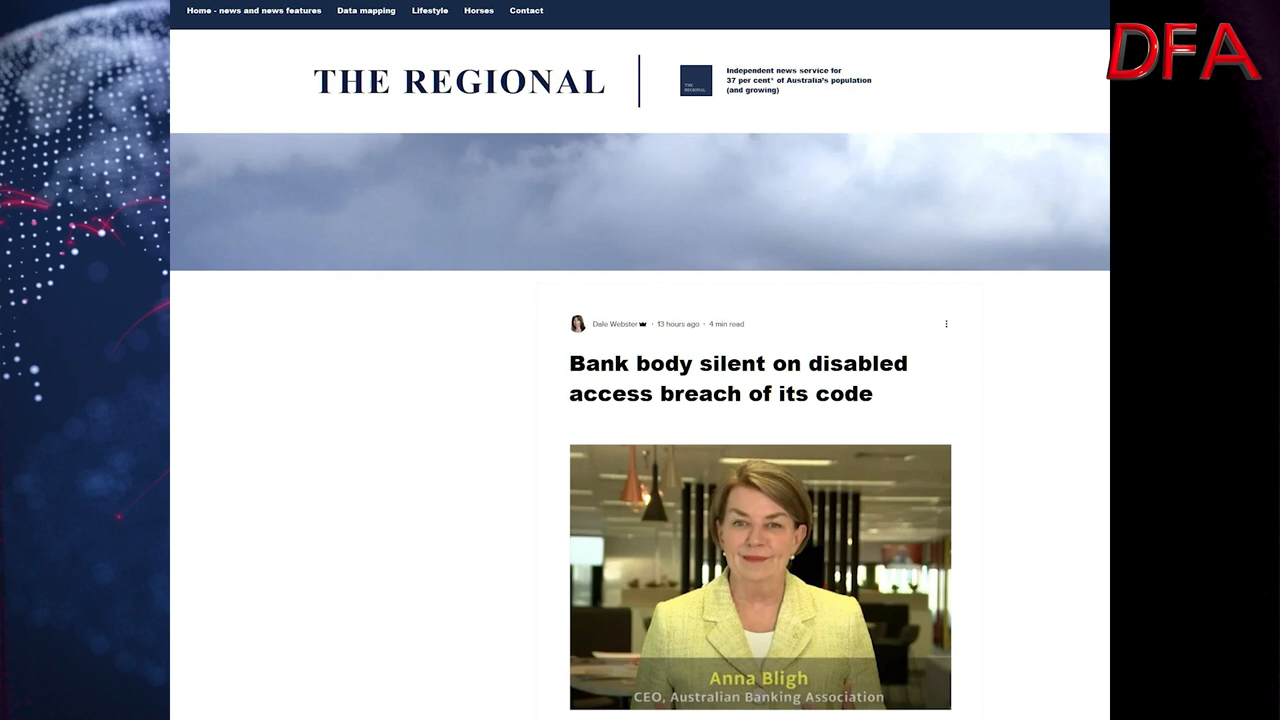 Home - news and news features Data mapping Lifestyle Horses Contact
DFA
THE REGIONAL
THE REGIONAL
Independent news service for
37 per cent* of Australia's population
(and growing)
Dale Webster · 13 hours ago · 4 min read
Bank body silent on disabled
access breach of its code
Anna Bligh
CEO, Australian Banking Association